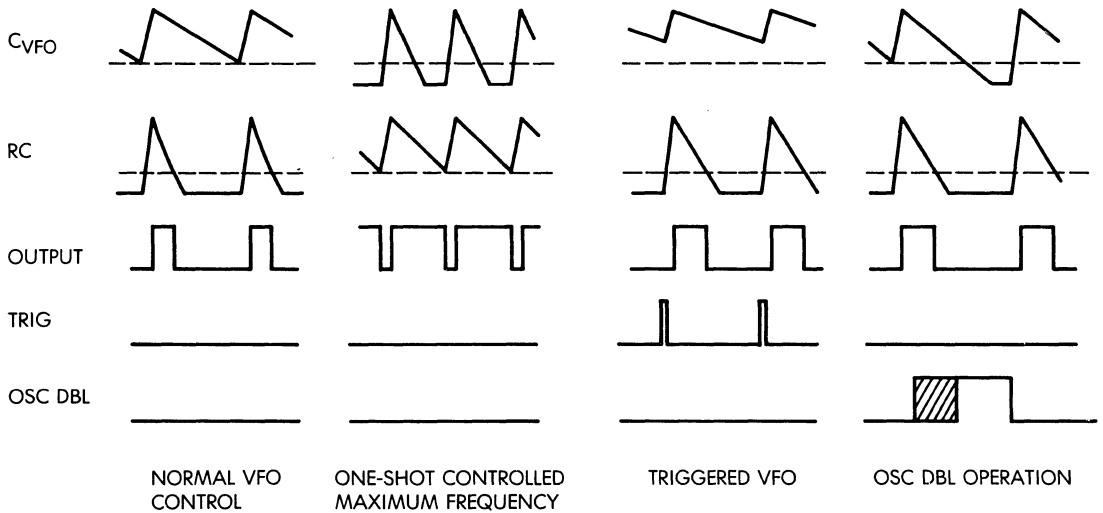 CVFO
RC
OUTPUT
TRIG
OSC DBL
NORMAL VFO
CONTROL
ONE-SHOT CONTROLLED
MAXIMUM FREQUENCY
TRIGGERED VFO
OSC DBL OPERATION